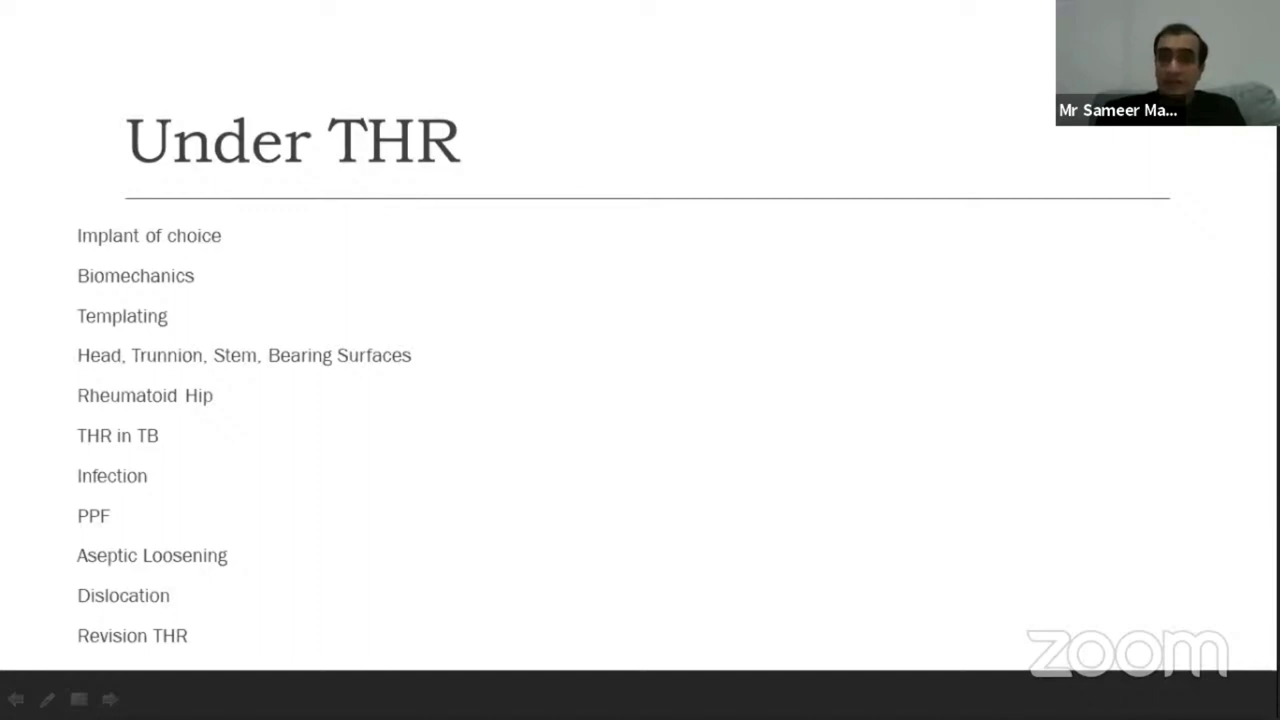 Mr Sameer Ma...
Under THR
Implant of choice
Biomechanics
Templating
Head, Trunnion, Stem, Bearing Surfaces
Rheumatoid Hip
THR in TB
Infection
PPF
Aseptic Loosening
Dislocation
Revision THR
zoom